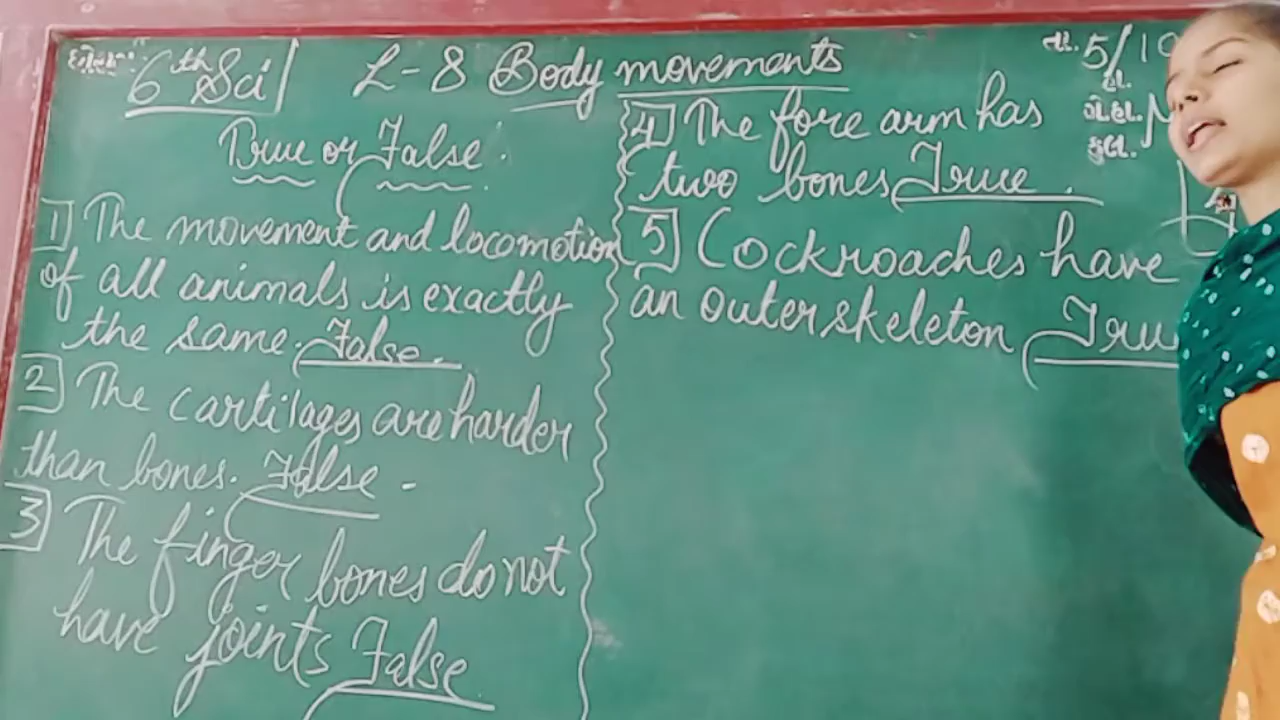 6th Sci
L-8 Body movements
True or False.
1] The movement and locomotion
of all animals is exactly
the same. False.
2] The cartilages are harder
than bones. False.
3] The finger bones do not
have joints False
4] The fore arm has
two bones True.
5] Cockroaches have
an outer skeleton True
તા. 5/10